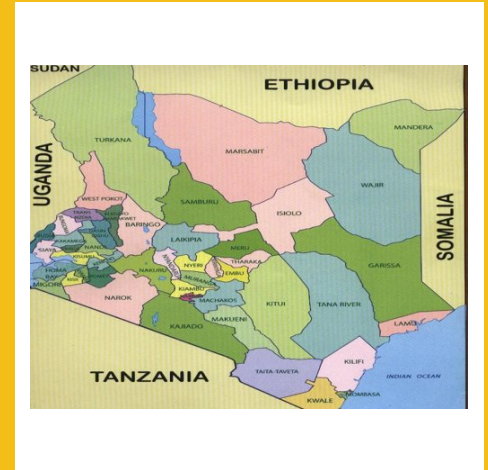 SUDAN
ETHIOPIA
MANDERA
TURKANA
MARSABIT
UGANDA
WAJIR
WEST POKOT
SAMBURU
ISIOLO
SOMALIA
BARINGO
LAIKIPIA
MERU
NANDI
SIAYA
KISUMU
THARAKA
GARISSA
NYERI
EMBU
NAKURU
HOMA
BAY
MURANGA
MIGORI
KIAMBU
NAROK
MACHAKOS
KITUI
TANA RIVER
MAKUENI
LAMU
KAJIADO
KILIFI
TANZANIA
TAITA-TAVETA
INDIAN OCEAN
MOMBASA
KWALE